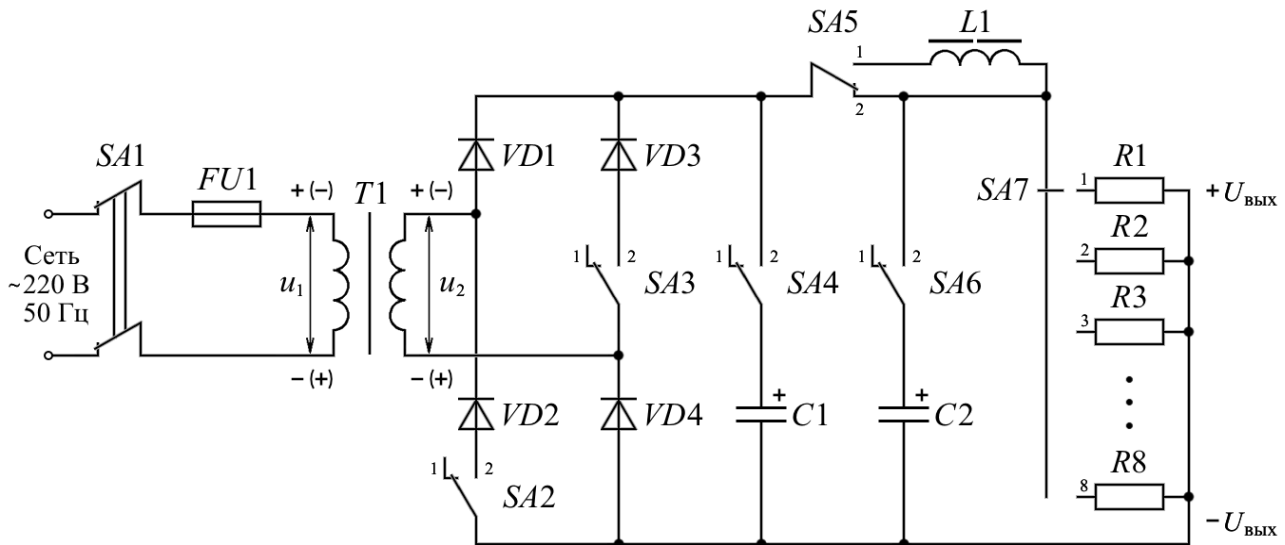 SA5
1
L1
2
SA1
FU1
+ (−)
T1
+ (−)
VD1
VD3
SA7
1
R1
+ Uвых
Сеть
~220 В
50 Гц
u1
u2
1
2
SA3
1
2
SA4
1
2
SA6
2
R2
3
R3
− (+)
− (+)
VD2
VD4
+
C1
+
C2
1
2
SA2
8
R8
− Uвых